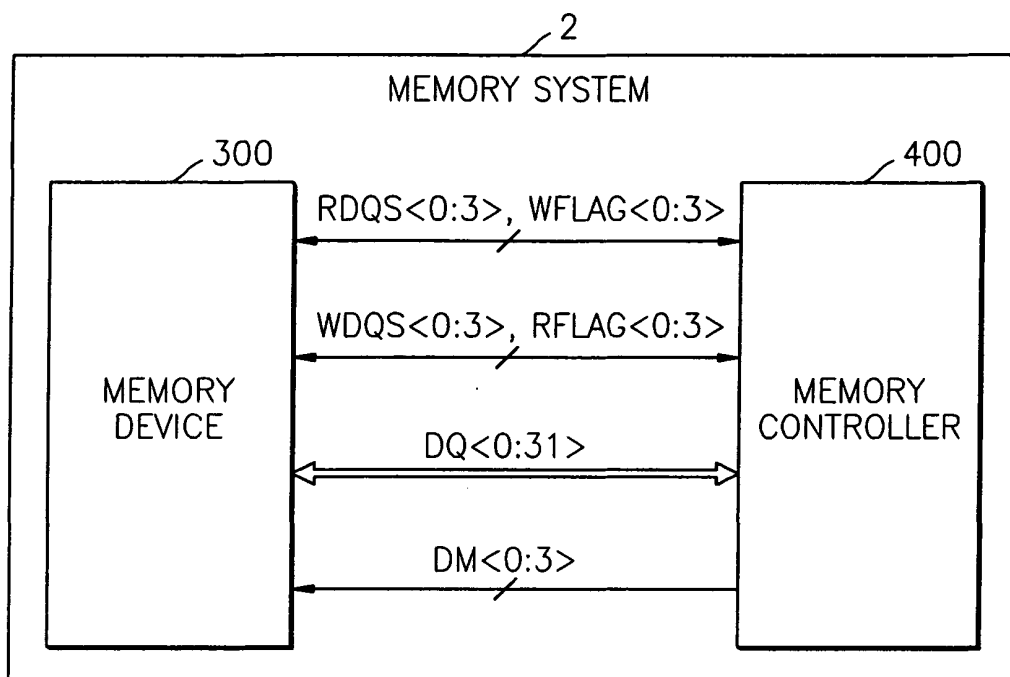 2
MEMORY SYSTEM
300
400
RDQS<0:3>, WFLAG<0:3>
WDQS<0:3>, RFLAG<0:3>
MEMORY
DEVICE
MEMORY
CONTROLLER
DQ<0:31>
DM<0:3>